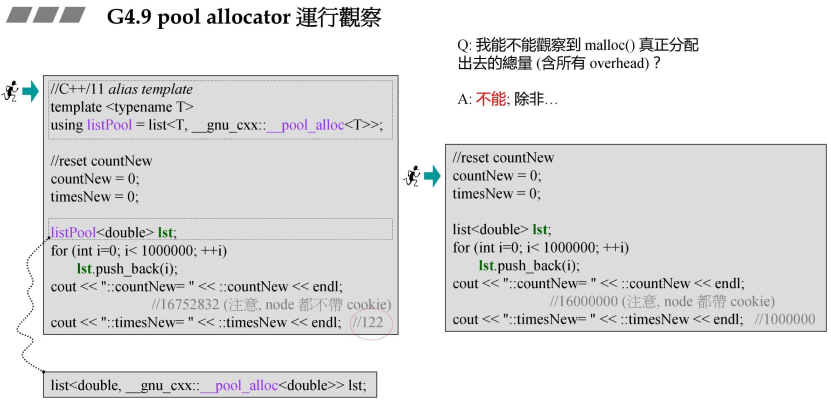 G4.9 pool allocator 運行觀察
Q: 我能不能觀察到 malloc() 真正分配
出去的總量 (含所有 overhead)？
A: 不能; 除非…
//C++/11 alias template
template <typename T>
using listPool = list<T, __gnu_cxx::__pool_alloc<T>>;
//reset countNew
countNew = 0;
timesNew = 0;
listPool<double> lst;
for (int i=0; i< 1000000; ++i)
lst.push_back(i);
cout << "::countNew= " << ::countNew << endl;
//16752832 (注意, node 都不帶 cookie)
cout << "::timesNew= " << ::timesNew << endl; //122
list<double, __gnu_cxx::__pool_alloc<double>> lst;
//reset countNew
countNew = 0;
timesNew = 0;
list<double> lst;
for (int i=0; i< 1000000; ++i)
lst.push_back(i);
cout << "::countNew= " << ::countNew << endl;
//16000000 (注意, node 都帶 cookie)
cout << "::timesNew= " << ::timesNew << endl; //1000000